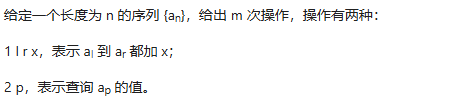 给定一个长度为 n 的序列 {aₙ}，给出 m 次操作，操作有两种：
1 l r x，表示 aₗ 到 aᵣ 都加 x；
2 p，表示查询 aₚ 的值。